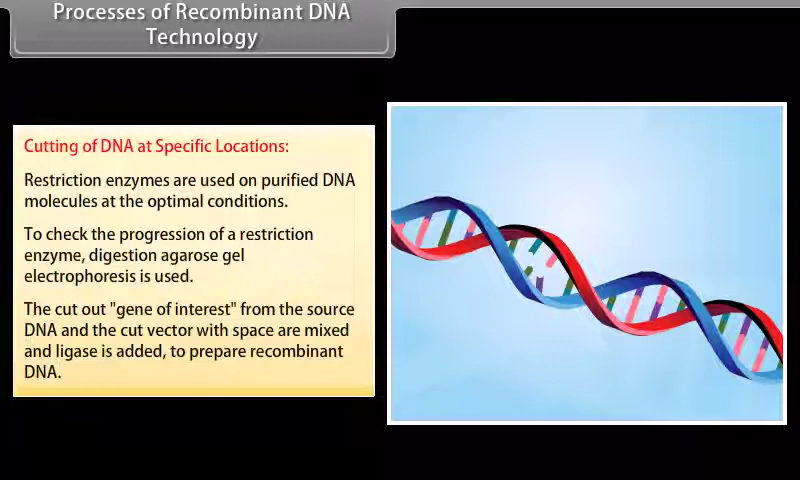 Processes of Recombinant DNA
Technology
Cutting of DNA at Specific Locations:
Restriction enzymes are used on purified DNA
molecules at the optimal conditions.
To check the progression of a restriction
enzyme, digestion agarose gel
electrophoresis is used.
The cut out "gene of interest" from the source
DNA and the cut vector with space are mixed
and ligase is added, to prepare recombinant
DNA.